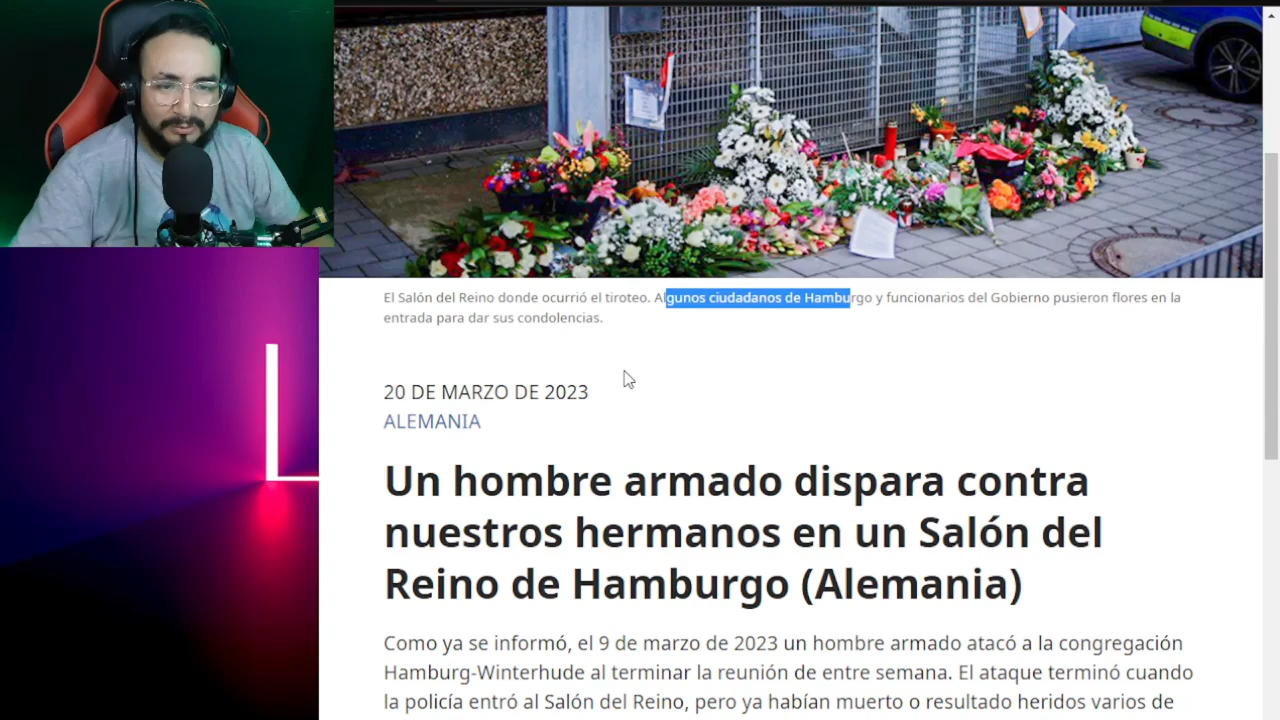 El Salón del Reino donde ocurrió el tiroteo. Algunos ciudadanos de Hamburgo y funcionarios del Gobierno pusieron flores en la
entrada para dar sus condolencias.
20 DE MARZO DE 2023
ALEMANIA
Un hombre armado dispara contra
nuestros hermanos en un Salón del
Reino de Hamburgo (Alemania)
Como ya se informó, el 9 de marzo de 2023 un hombre armado atacó a la congregación
Hamburg-Winterhude al terminar la reunión de entre semana. El ataque terminó cuando
la policía entró al Salón del Reino, pero ya habían muerto o resultado heridos varios de